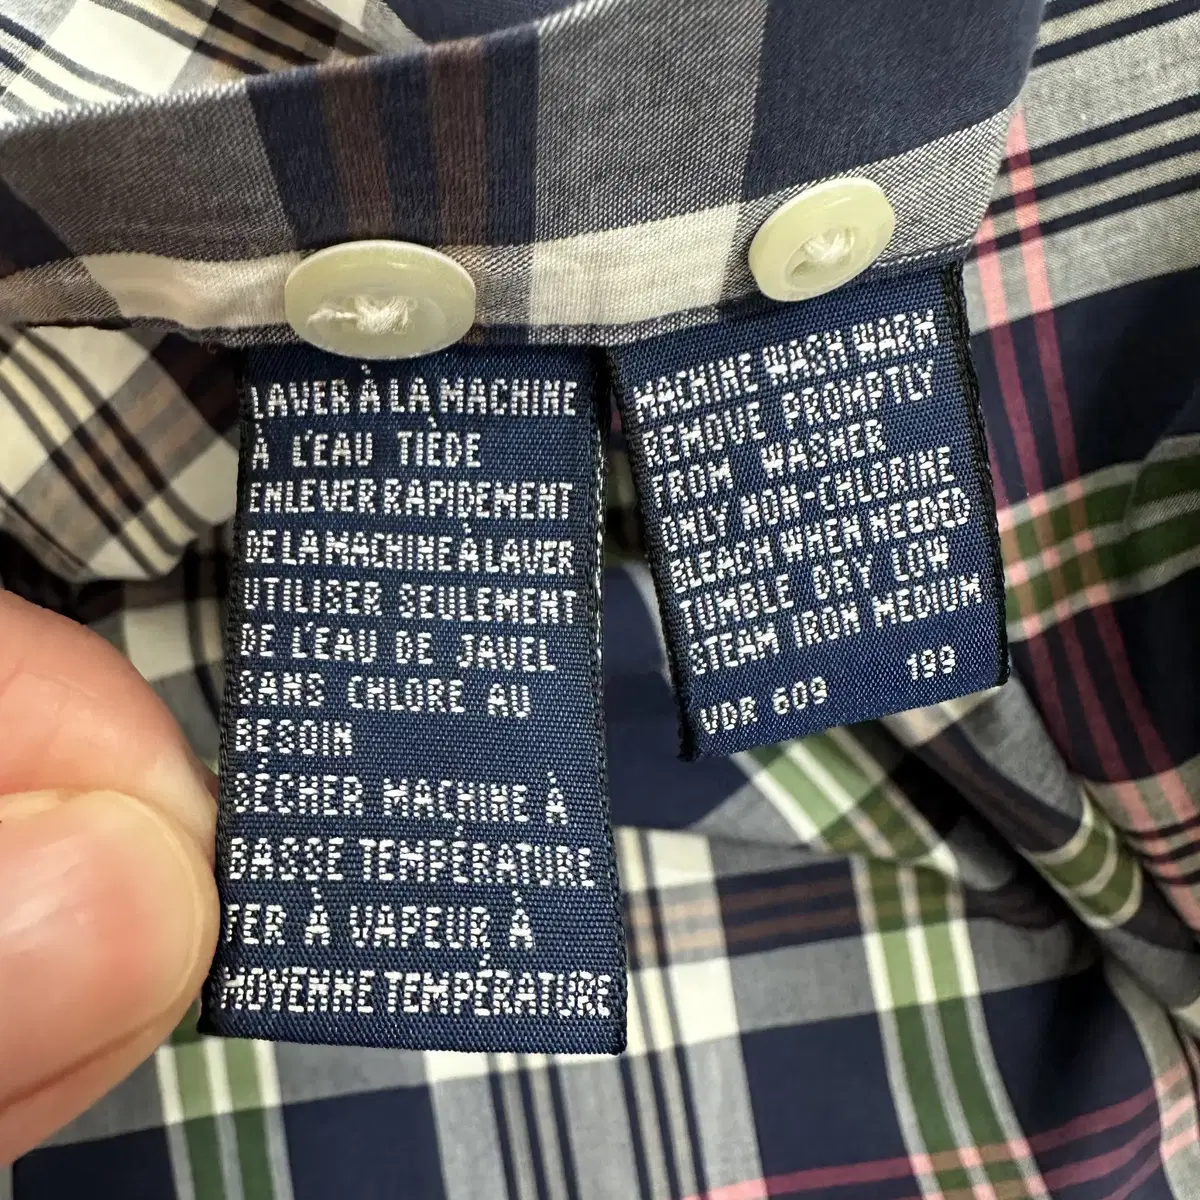 LAVER À LA MACHINE
À L'EAU TIÈDE
ENLEVER RAPIDEMENT
DE LA MACHINE À LAVER
UTILISER SEULEMENT
DE L'EAU DE JAVEL
SANS CHLORE AU
BESOIN
SÉCHER MACHINE À
BASSE TEMPÉRATURE
FER À VAPEUR À
MOYENNE TEMPÉRATURE
MACHINE WASH WARM
REMOVE PROMPTLY
FROM WASHER
ONLY NON-CHLORINE
BLEACH WHEN NEEDED
TUMBLE DRY LOW
STEAM IRON MEDIUM
VDR 609 199